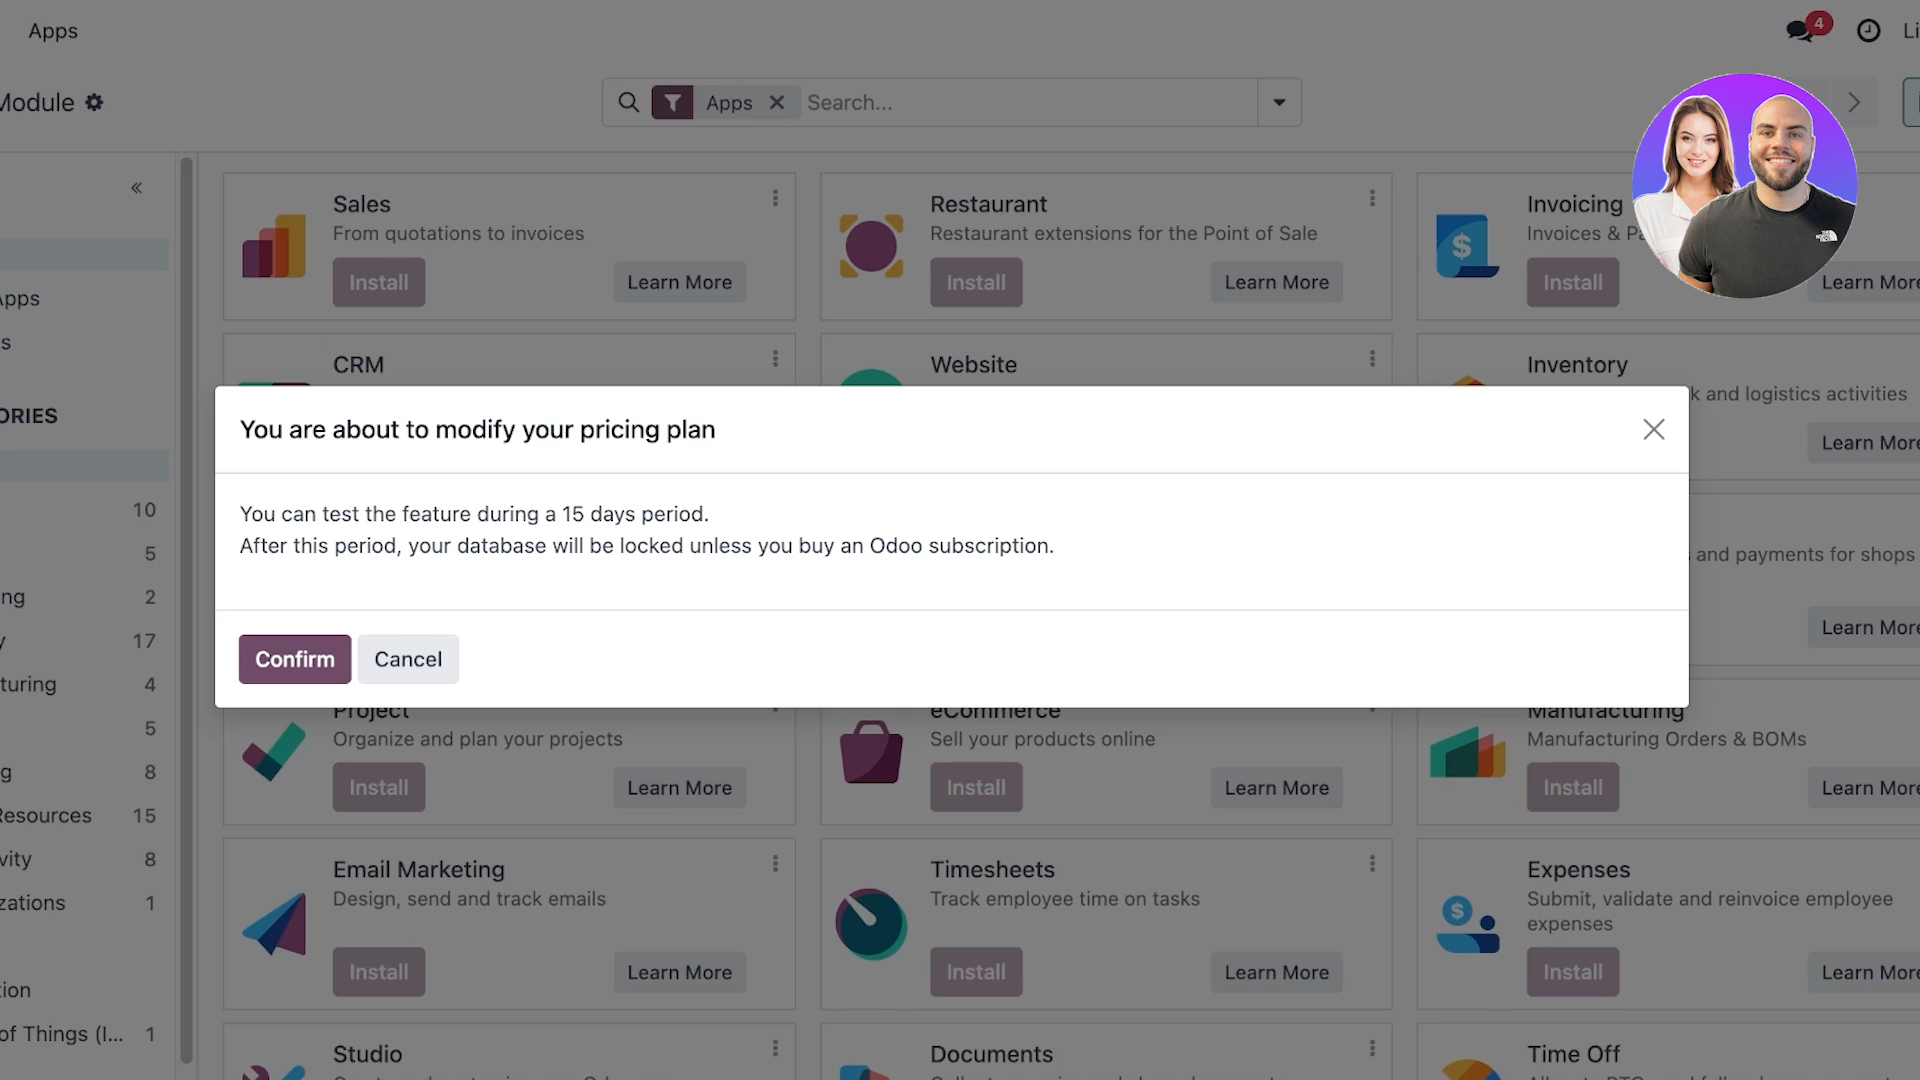 Apps
4
Li
Module
Apps
Search...
Sales
From quotations to invoices
Install
Learn More
Restaurant
Restaurant extensions for the Point of Sale
Install
Learn More
Invoicing
Invoices & Pa
Install
Learn More
Apps
s
ORIES
10
5
ng 2
y 17
turing 4
5
g 8
Resources 15
vity 8
zations 1
tion
of Things (I... 1
CRM
Website
Inventory
k and logistics activities
Learn More
You are about to modify your pricing plan
You can test the feature during a 15 days period.
After this period, your database will be locked unless you buy an Odoo subscription.
Confirm
Cancel
and payments for shops
Learn More
Project
Organize and plan your projects
Install
Learn More
eCommerce
Sell your products online
Install
Learn More
Manufacturing
Manufacturing Orders & BOMs
Install
Learn More
Email Marketing
Design, send and track emails
Install
Learn More
Timesheets
Track employee time on tasks
Install
Learn More
Expenses
Submit, validate and reinvoice employee
expenses
Install
Learn More
Studio
Documents
Time Off